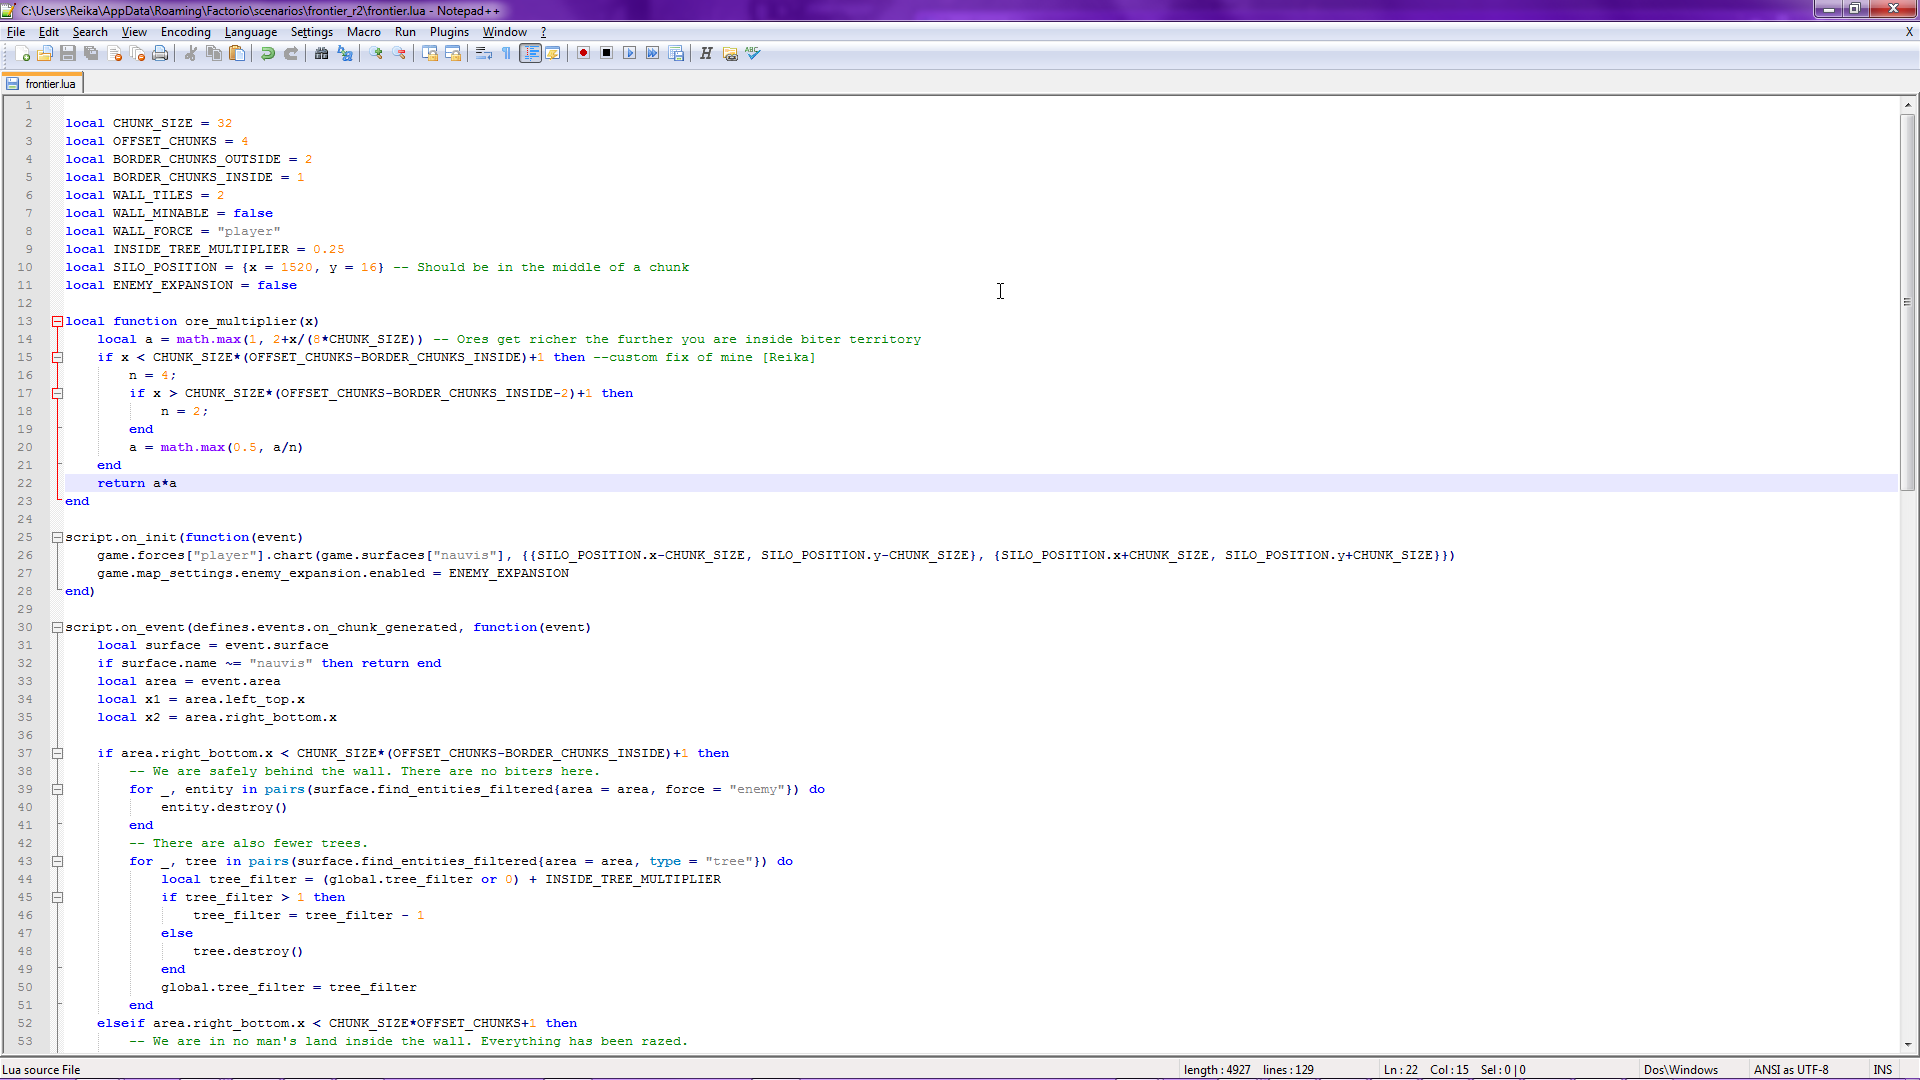 C:\Users\Reika\AppData\Roaming\Factorio\scenarios\frontier_r2\frontier.lua - Notepad++
File Edit Search View Encoding Language Settings Macro Run Plugins Window ? X
frontier.lua
1
2 local CHUNK_SIZE = 32
3 local OFFSET_CHUNKS = 4
4 local BORDER_CHUNKS_OUTSIDE = 2
5 local BORDER_CHUNKS_INSIDE = 1
6 local WALL_TILES = 2
7 local WALL_MINABLE = false
8 local WALL_FORCE = "player"
9 local INSIDE_TREE_MULTIPLIER = 0.25
10 local SILO_POSITION = {x = 1520, y = 16} -- Should be in the middle of a chunk
11 local ENEMY_EXPANSION = false
12
13 local function ore_multiplier(x)
14 local a = math.max(1, 2+x/(8*CHUNK_SIZE)) -- Ores get richer the further you are inside biter territory
15 if x < CHUNK_SIZE*(OFFSET_CHUNKS-BORDER_CHUNKS_INSIDE)+1 then --custom fix of mine [Reika]
16 n = 4;
17 if x > CHUNK_SIZE*(OFFSET_CHUNKS-BORDER_CHUNKS_INSIDE-2)+1 then
18 n = 2;
19 end
20 a = math.max(0.5, a/n)
21 end
22 return a*a
23 end
24
25 script.on_init(function(event)
26 game.forces["player"].chart(game.surfaces["nauvis"], {{SILO_POSITION.x-CHUNK_SIZE, SILO_POSITION.y-CHUNK_SIZE}, {SILO_POSITION.x+CHUNK_SIZE, SILO_POSITION.y+CHUNK_SIZE}})
27 game.map_settings.enemy_expansion.enabled = ENEMY_EXPANSION
28 end)
29
30 script.on_event(defines.events.on_chunk_generated, function(event)
31 local surface = event.surface
32 if surface.name ~= "nauvis" then return end
33 local area = event.area
34 local x1 = area.left_top.x
35 local x2 = area.right_bottom.x
36
37 if area.right_bottom.x < CHUNK_SIZE*(OFFSET_CHUNKS-BORDER_CHUNKS_INSIDE)+1 then
38 -- We are safely behind the wall. There are no biters here.
39 for _, entity in pairs(surface.find_entities_filtered{area = area, force = "enemy"}) do
40 entity.destroy()
41 end
42 -- There are also fewer trees.
43 for _, tree in pairs(surface.find_entities_filtered{area = area, type = "tree"}) do
44 local tree_filter = (global.tree_filter or 0) + INSIDE_TREE_MULTIPLIER
45 if tree_filter > 1 then
46 tree_filter = tree_filter - 1
47 else
48 tree.destroy()
49 end
50 global.tree_filter = tree_filter
51 end
52 elseif area.right_bottom.x < CHUNK_SIZE*OFFSET_CHUNKS+1 then
53 -- We are in no man's land inside the wall. Everything has been razed.
Lua source File length : 4927 lines : 129 Ln : 22 Col : 15 Sel : 0 | 0 Dos\Windows ANSI as UTF-8 INS